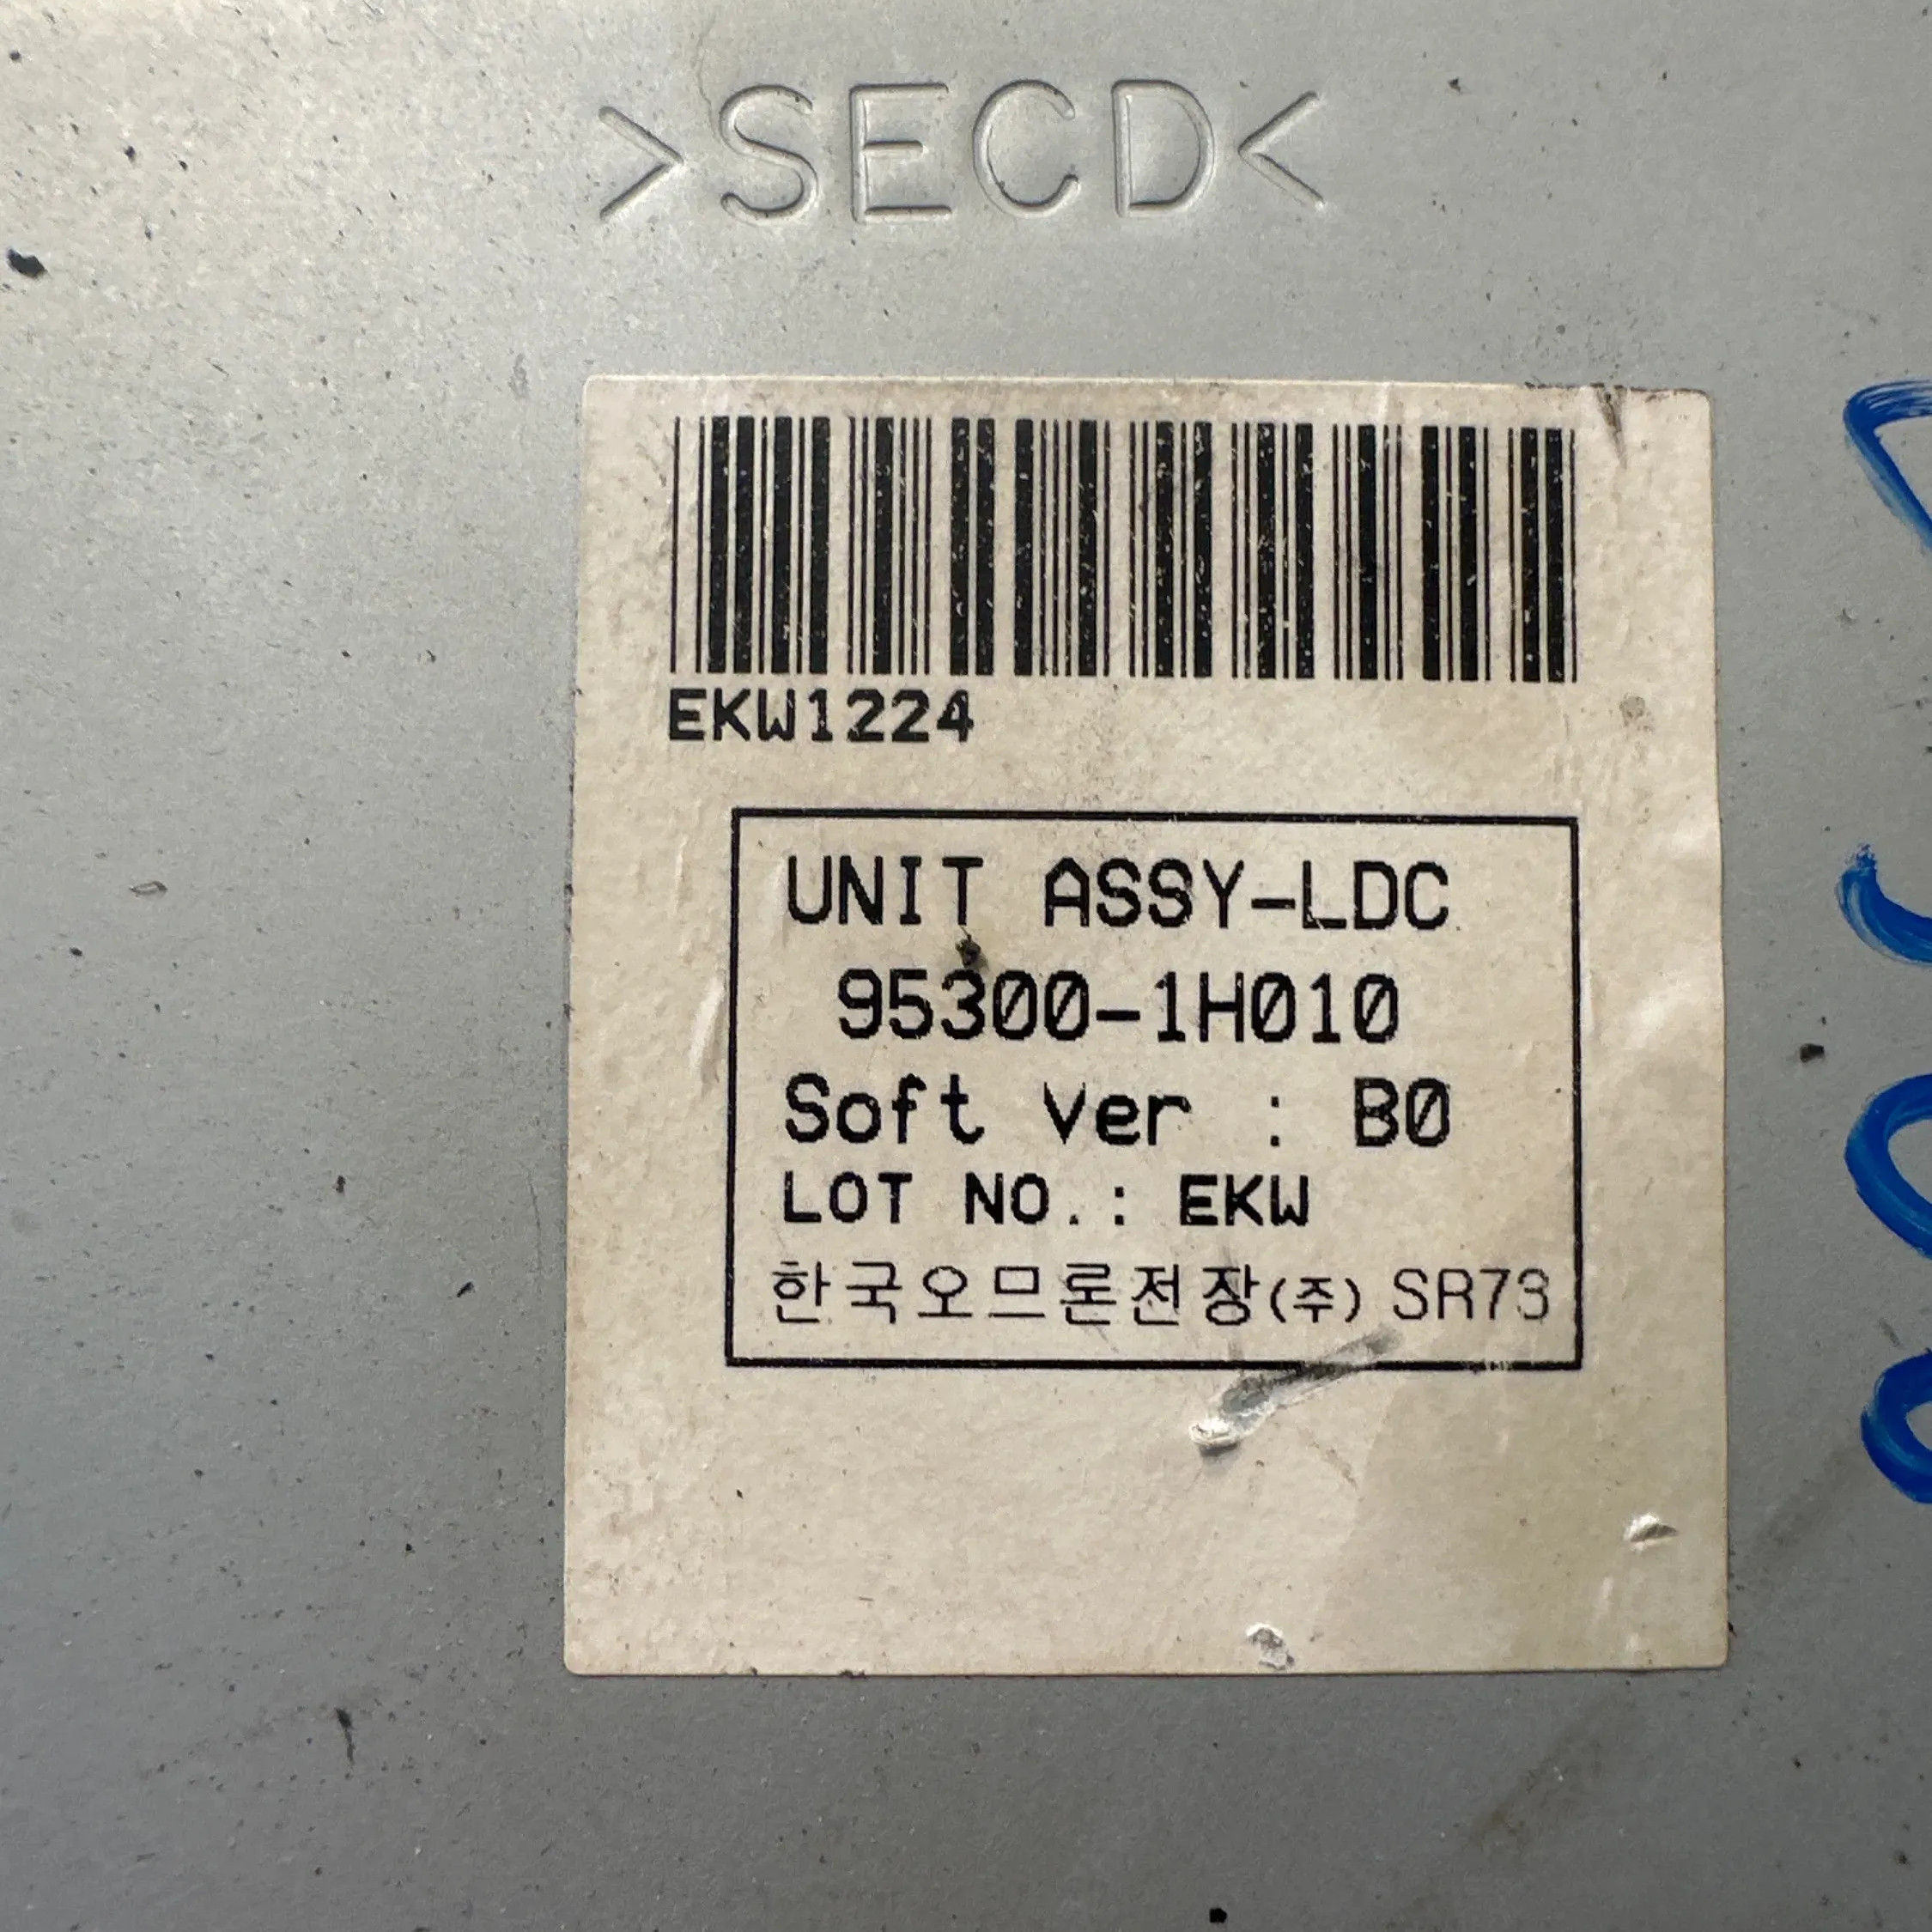 >SECD<
EKW1224
UNIT ASSY-LDC
95300-1H010
Soft Ver : B0
LOT NO.: EKW
한국오므론전장(주) SR73